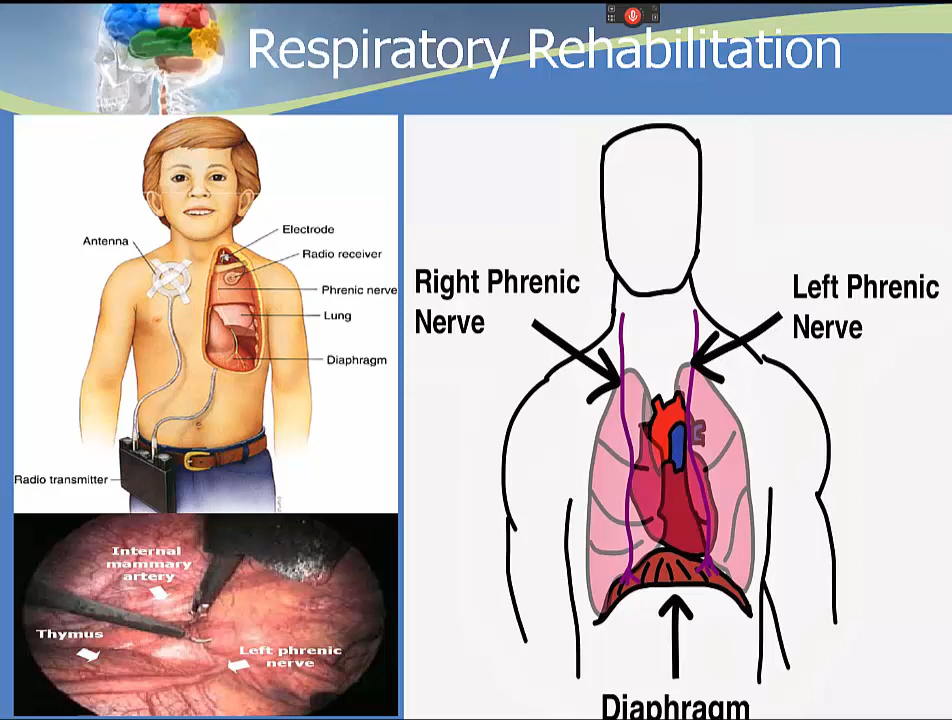 Respiratory Rehabilitation
Electrode
Antenna
Radio receiver
Phrenic nerve
Lung
Diaphragm
Radio transmitter
Internal
mammary
artery
Thymus
Left phrenic
nerve
Right Phrenic
Nerve
Left Phrenic
Nerve
Diaphragm